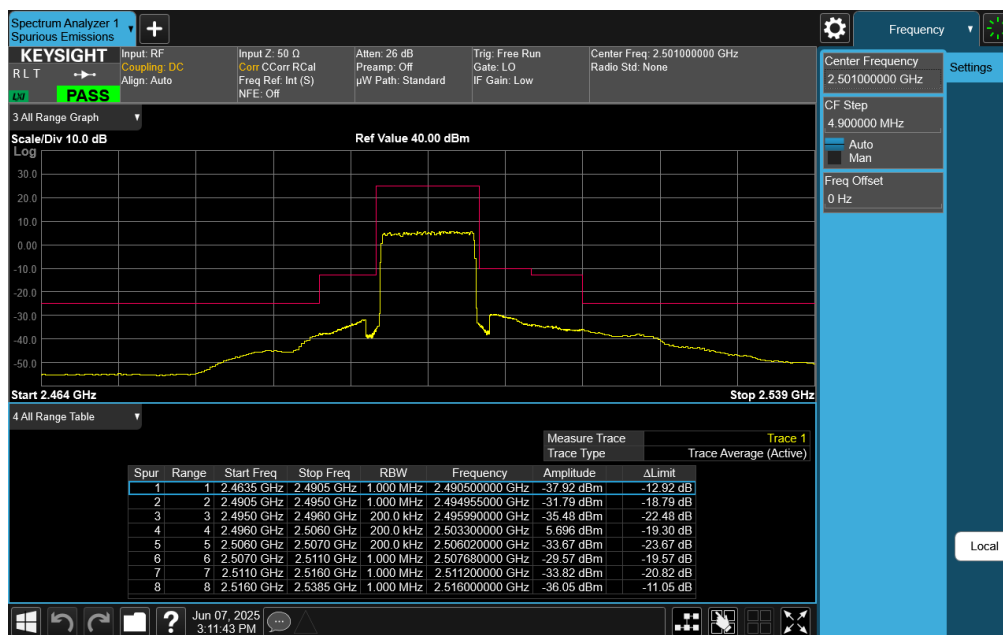 Spectrum Analyzer 1
Spurious Emissions
Frequency
KEYSIGHT
R L T
LXI
PASS
Input: RF
Coupling: DC
Align: Auto
Input Z: 50 Ω
Corr CCorr RCal
Freq Ref: Int (S)
NFE: Off
Atten: 26 dB
Preamp: Off
µW Path: Standard
Trig: Free Run
Gate: LO
IF Gain: Low
Center Freq: 2.501000000 GHz
Radio Std: None
Center Frequency
2.501000000 GHz
Settings
CF Step
4.900000 MHz
Auto
Man
Freq Offset
0 Hz
3 All Range Graph
Scale/Div 10.0 dB
Ref Value 40.00 dBm
Log
30.0
20.0
10.0
0.00
-10.0
-20.0
-30.0
-40.0
-50.0
Start 2.464 GHz
Stop 2.539 GHz
4 All Range Table
Measure Trace Trace 1
Trace Type Trace Average (Active)
Spur Range Start Freq Stop Freq RBW Frequency Amplitude ΔLimit
1 1 2.4635 GHz 2.4905 GHz 1.000 MHz 2.490500000 GHz -37.92 dBm -12.92 dB
2 2 2.4905 GHz 2.4950 GHz 1.000 MHz 2.494955000 GHz -31.79 dBm -18.79 dB
3 3 2.4950 GHz 2.4960 GHz 200.0 kHz 2.495990000 GHz -35.48 dBm -22.48 dB
4 4 2.4960 GHz 2.5060 GHz 200.0 kHz 2.503300000 GHz 5.696 dBm -19.30 dB
5 5 2.5060 GHz 2.5070 GHz 200.0 kHz 2.506020000 GHz -33.67 dBm -23.67 dB
6 6 2.5070 GHz 2.5110 GHz 1.000 MHz 2.507680000 GHz -29.57 dBm -19.57 dB
7 7 2.5110 GHz 2.5160 GHz 1.000 MHz 2.511200000 GHz -33.82 dBm -20.82 dB
8 8 2.5160 GHz 2.5385 GHz 1.000 MHz 2.516000000 GHz -36.05 dBm -11.05 dB
Local
Jun 07, 2025
3:11:43 PM